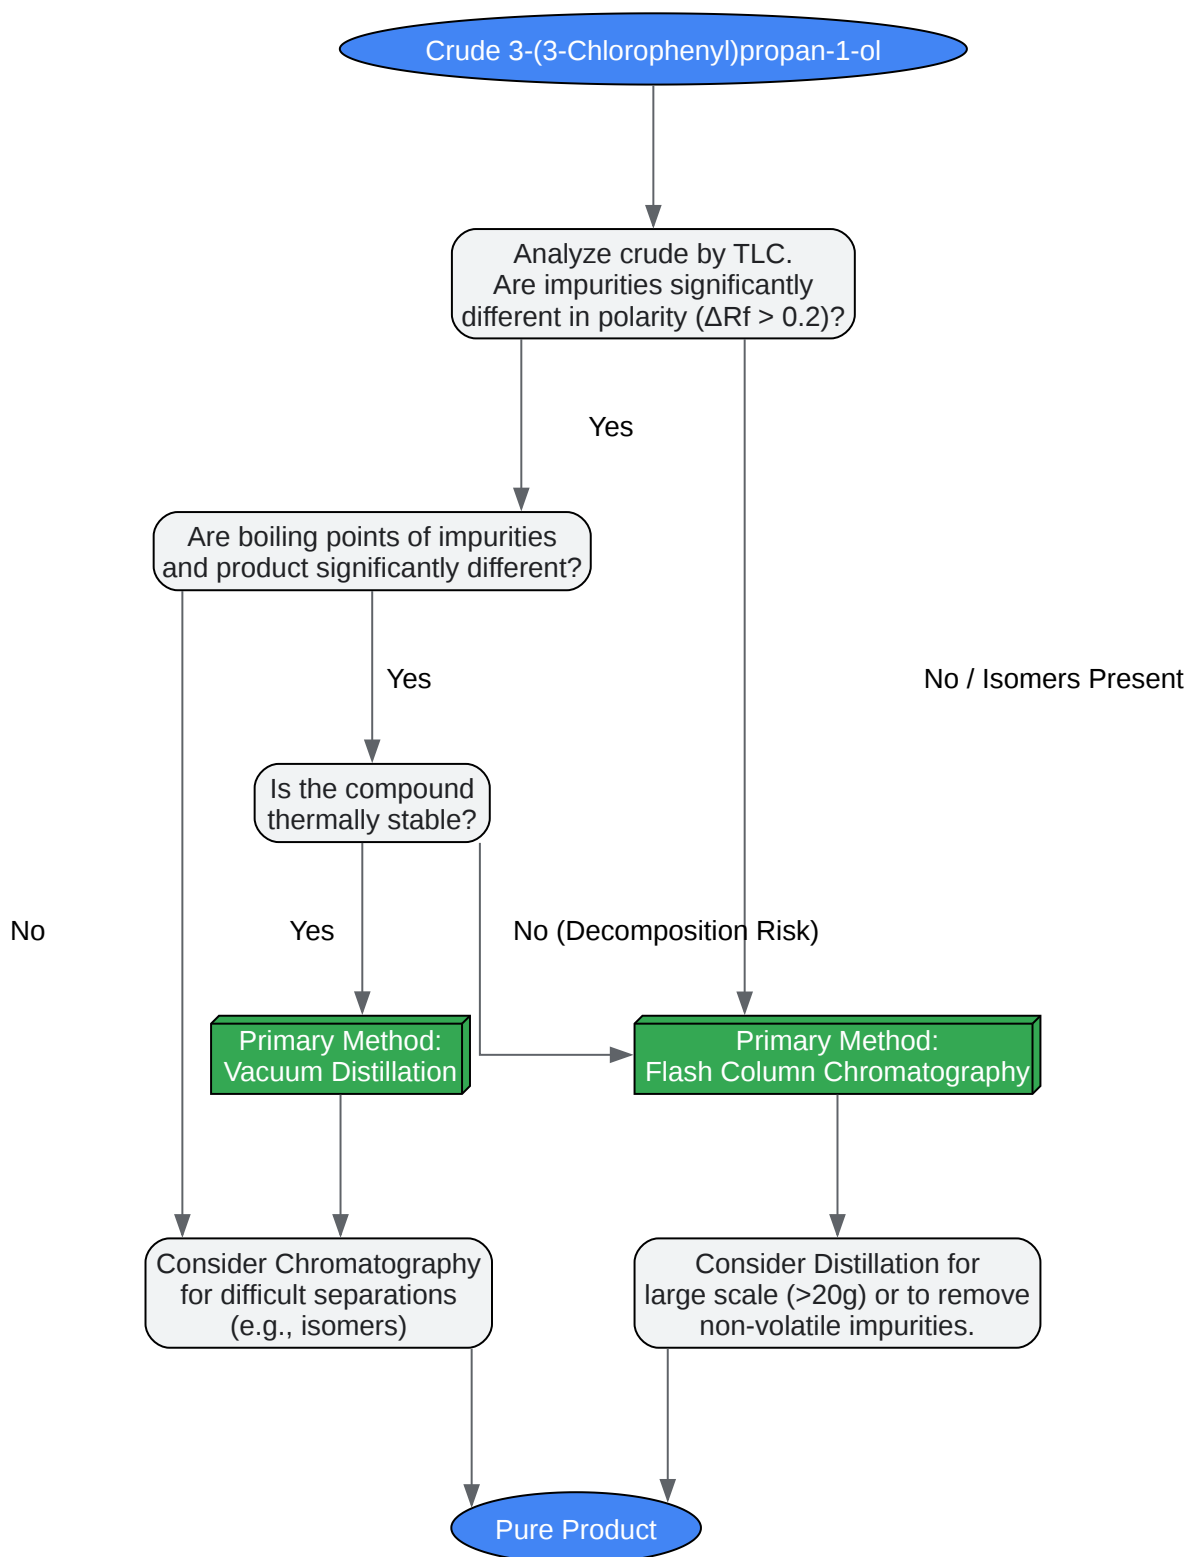 Crude 3-(3-Chlorophenyl)propan-1-ol
Analyze crude by TLC.
Are impurities significantly
different in polarity (ΔRf > 0.2)?
Yes
Are boiling points of impurities
and product significantly different?
Yes
No / Isomers Present
Is the compound
thermally stable?
No
Yes
No (Decomposition Risk)
Primary Method:
Vacuum Distillation
Primary Method:
Flash Column Chromatography
Consider Chromatography
for difficult separations
(e.g., isomers)
Consider Distillation for
large scale (>20g) or to remove
non-volatile impurities.
Pure Product